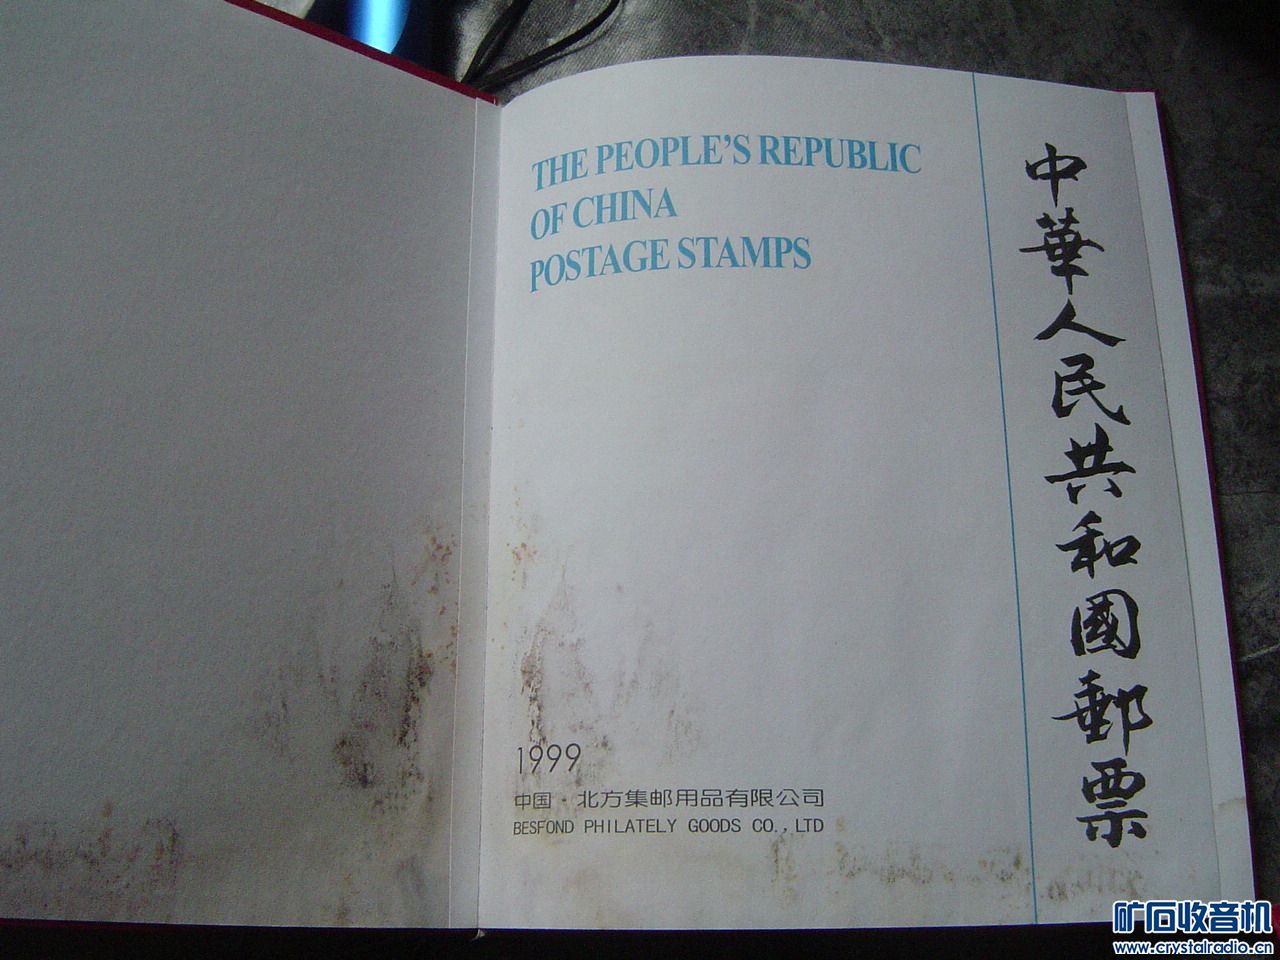 THE PEOPLE'S REPUBLIC
OF CHINA
POSTAGE STAMPS
中華人民共和國郵票
1999
中国·北方集邮用品有限公司
BESFOND PHILATELY GOODS CO.,LTD
矿石收音机
www.crystalradio.cn